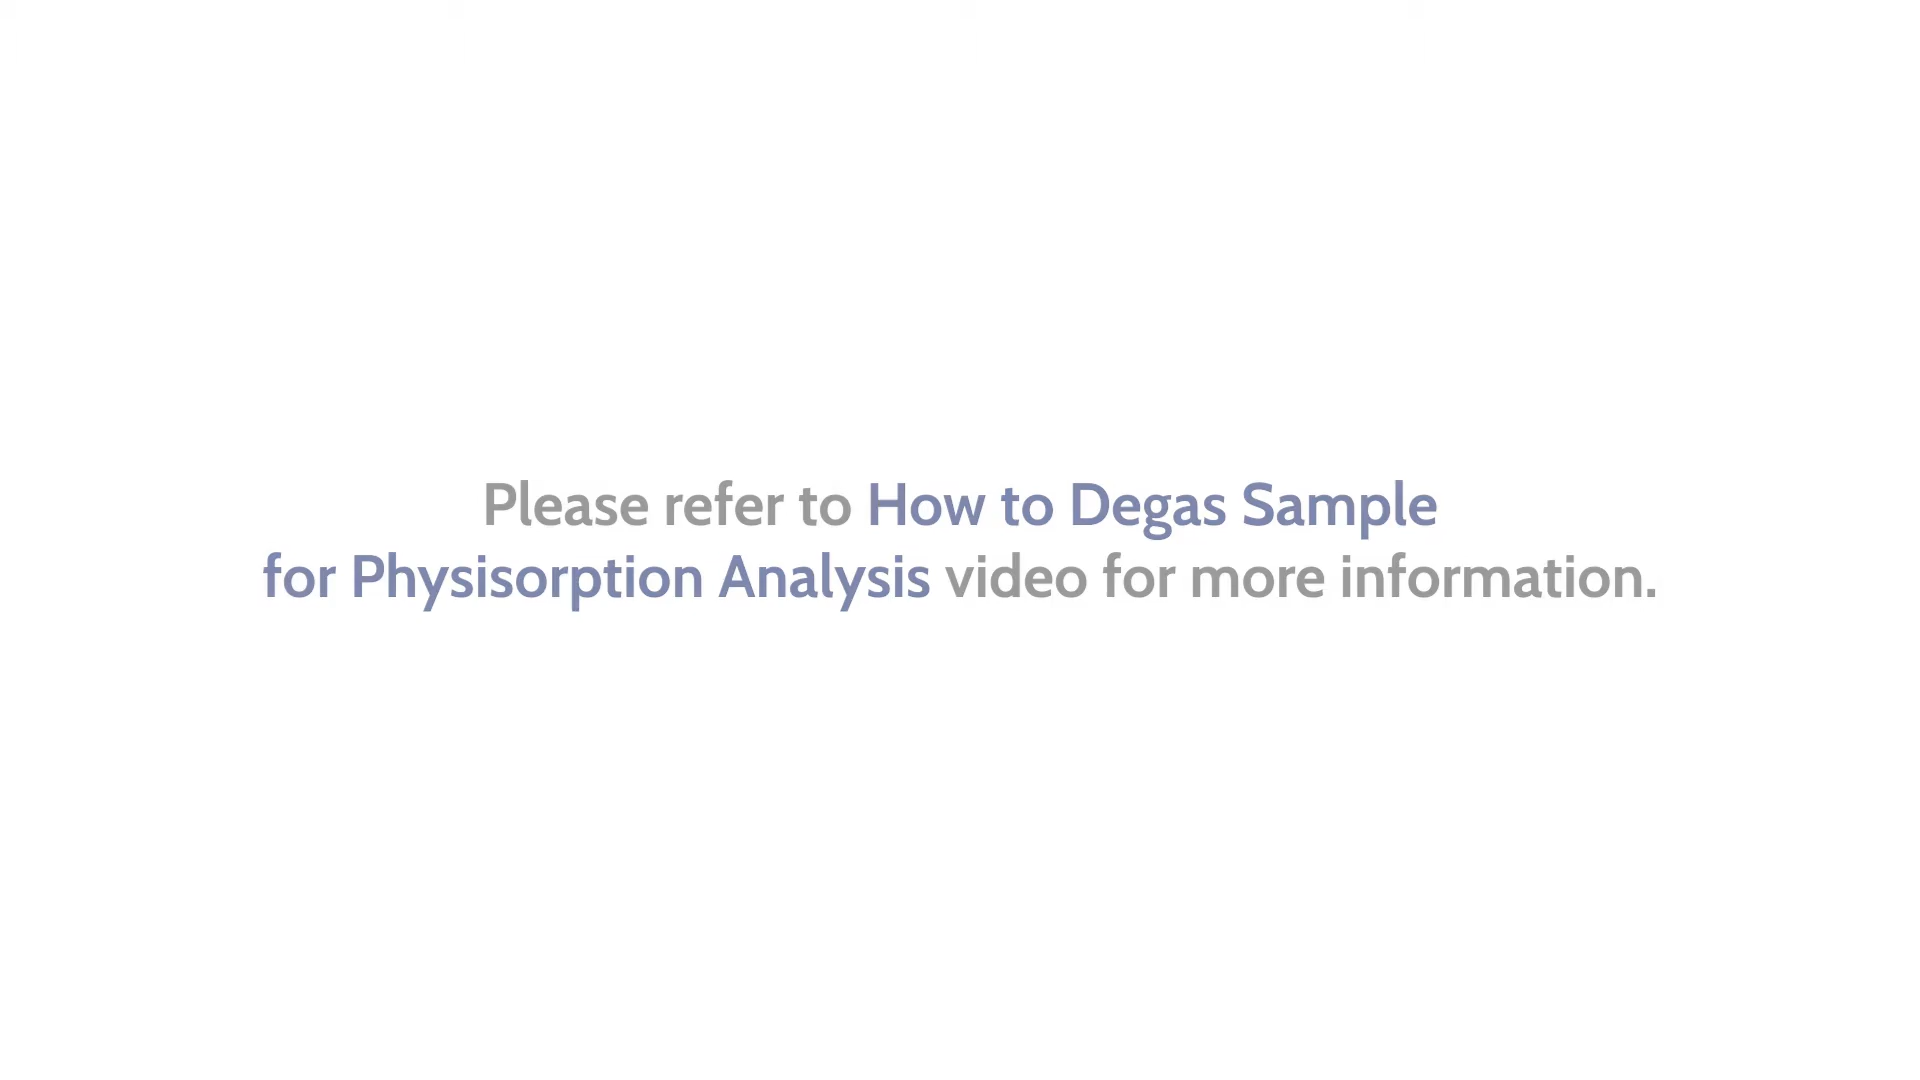 Please refer to How to Degas Sample
for Physisorption Analysis video for more information.